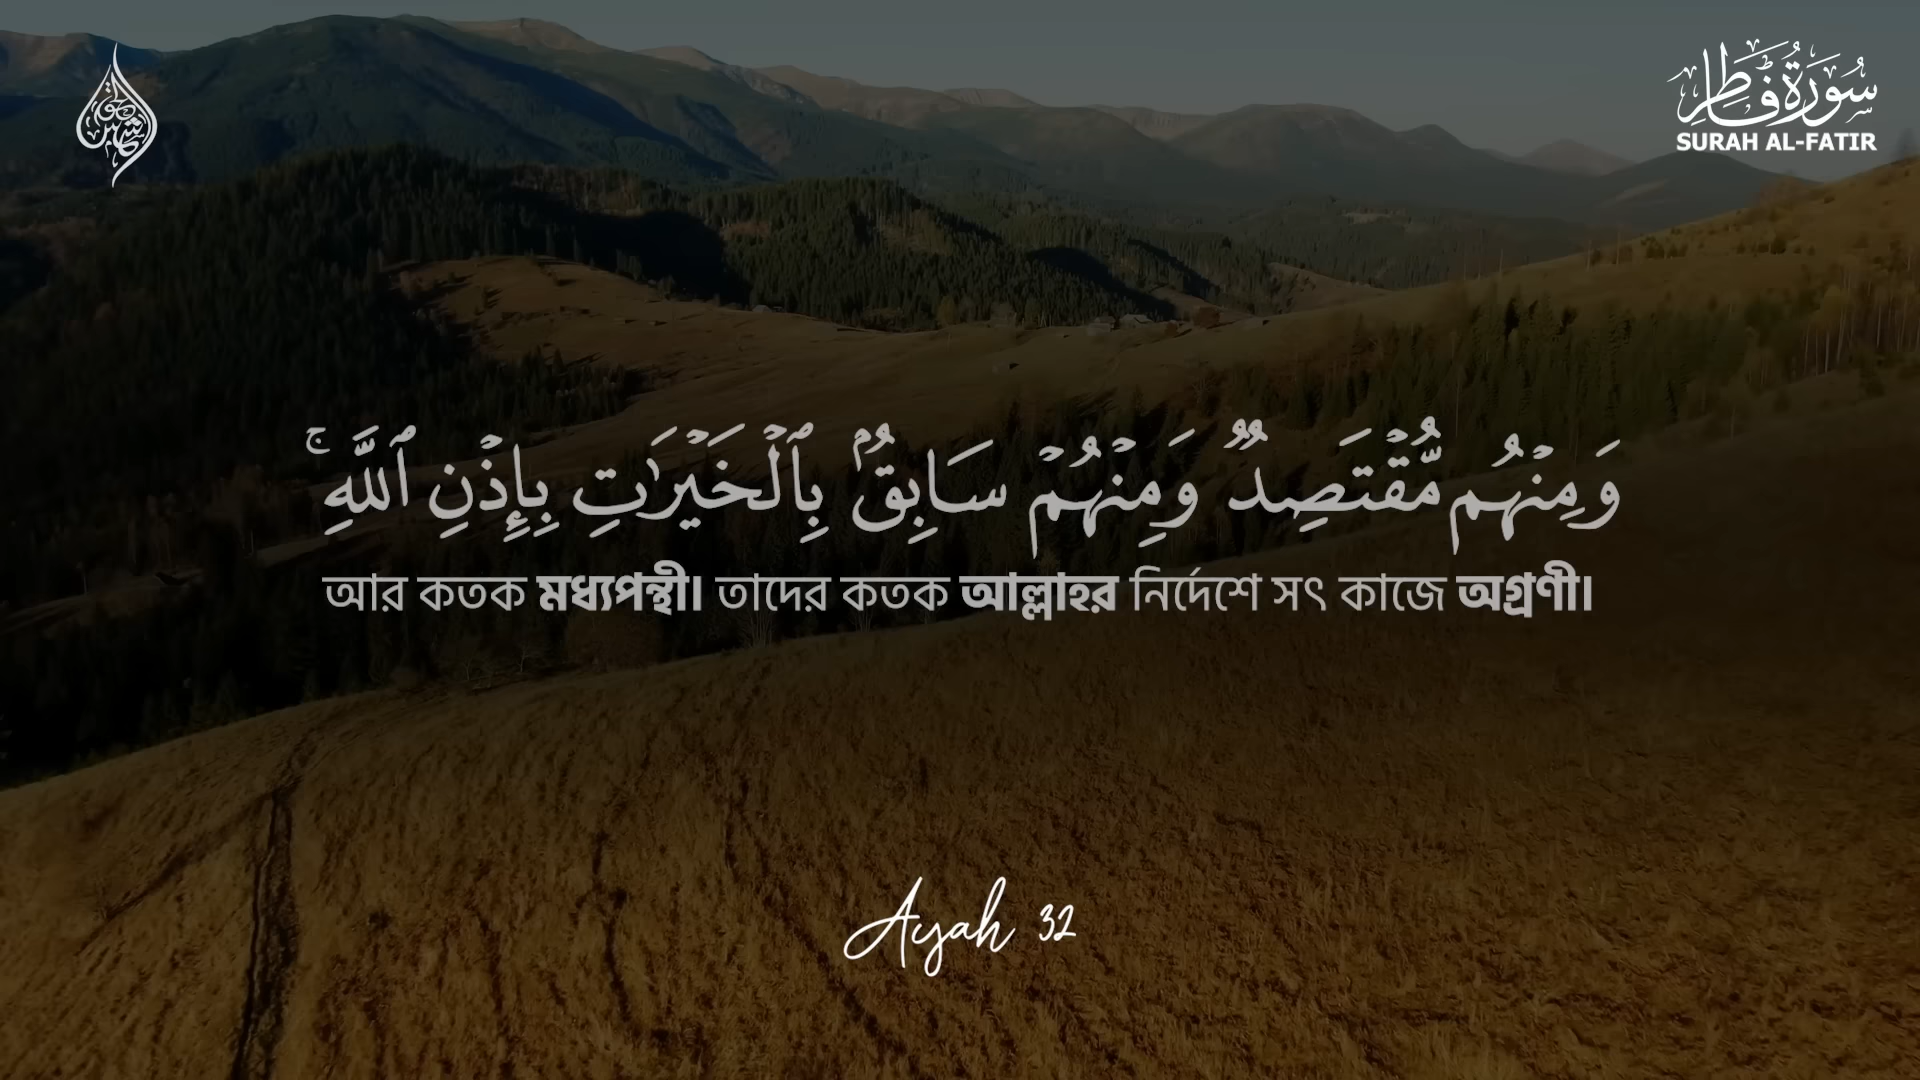 سُورَةُ فَاطِر
SURAH AL-FATIR
وَمِنْهُم مُّقْتَصِدٌ وَمِنْهُمْ سَابِقٌۢ بِٱلْخَيْرَٰتِ بِإِذْنِ ٱللَّهِ ۚ
আর কতক মধ্যপন্থী। তাদের কতক আল্লাহর নির্দেশে সৎ কাজে অগ্রণী।
Ayah 32